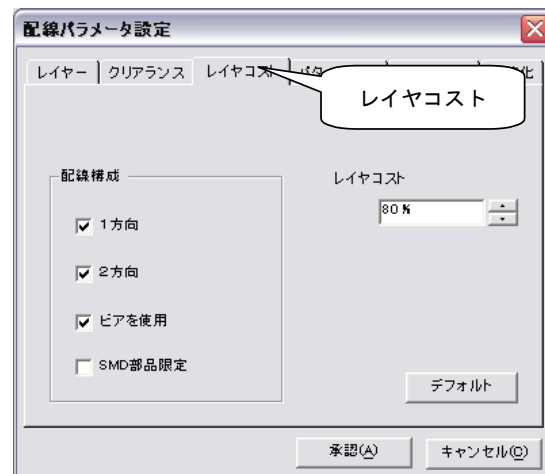 配線パラメータ設定
レイヤー クリアランス レイヤコスト
レイヤコスト
配線構成
レイヤコスト
1方向
80%
2方向
ビアを使用
SMD部品限定
デフォルト
承認(A) キャンセル(C)